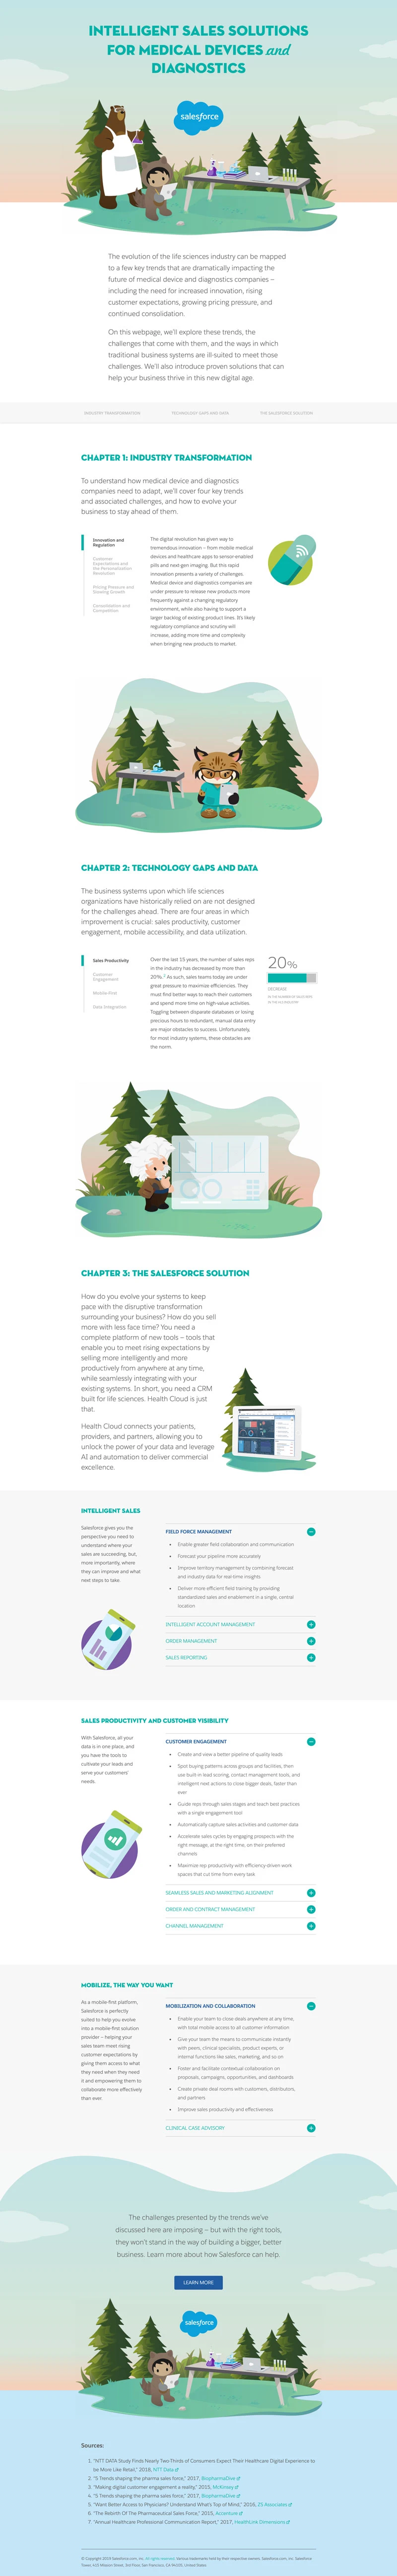 INTELLIGENT SALES SOLUTIONS
FOR MEDICAL DEVICES and
DIAGNOSTICS
salesforce
The evolution of the life sciences industry can be mapped
to a few key trends that are dramatically impacting the
future of medical device and diagnostics companies –
including the need for increased innovation, rising
customer expectations, growing pricing pressure, and
continued consolidation.
On this webpage, we'll explore these trends, the
challenges that come with them, and the ways in which
traditional business systems are ill-suited to meet those
challenges. We'll also introduce proven solutions that can
help your business thrive in this new digital age.
INDUSTRY TRANSFORMATION
TECHNOLOGY GAPS AND DATA
THE SALESFORCE SOLUTION
CHAPTER 1: INDUSTRY TRANSFORMATION
To understand how medical device and diagnostics
companies need to adapt, we'll cover four key trends
and associated challenges, and how to evolve your
business to stay ahead of them.
Innovation and
Regulation
Customer
Expectations and
the Personalization
Revolution
Pricing Pressure and
Slowing Growth
Consolidation and
Competition
The digital revolution has given way to
tremendous innovation – from mobile medical
devices and healthcare apps to sensor-enabled
pills and next-gen imaging. But this rapid
innovation presents a variety of challenges.
Medical device and diagnostics companies are
under pressure to release new products more
frequently against a changing regulatory
environment, while also having to support a
larger backlog of existing product lines. It's likely
regulatory compliance and scrutiny will
increase, adding more time and complexity
when bringing new products to market.
CHAPTER 2: TECHNOLOGY GAPS AND DATA
The business systems upon which life sciences
organizations have historically relied on are not designed
for the challenges ahead. There are four areas in which
improvement is crucial: sales productivity, customer
engagement, mobile accessibility, and data utilization.
Sales Productivity
Customer
Engagement
Mobile-First
Data Integration
Over the last 15 years, the number of sales reps
in the industry has decreased by more than
20%.² As such, sales teams today are under
great pressure to maximize efficiencies. They
must find better ways to reach their customers
and spend more time on high-value activities.
Toggling between disparate databases or losing
precious hours to redundant, manual data entry
are major obstacles to success. Unfortunately,
for most industry systems, these obstacles are
the norm.
20%
DECREASE
CHAPTER 3: THE SALESFORCE SOLUTION
How do you evolve your systems to keep
pace with the disruptive transformation
surrounding your business? How do you sell
more with less face time? You need a
complete platform of new tools – tools that
enable you to meet rising expectations by
selling more intelligently and more
productively from anywhere at any time,
while seamlessly integrating with your
existing systems. In short, you need a CRM
built for life sciences. Health Cloud is just
that.
Health Cloud connects your patients,
providers, and partners, allowing you to
unlock the power of your data and leverage
AI and automation to deliver commercial
excellence.
INTELLIGENT SALES
Salesforce gives you the
perspective you need to
understand where your
sales are succeeding, but,
more importantly, where
they can improve and what
next steps to take.
FIELD FORCE MANAGEMENT
• Enable greater field collaboration and communication
• Forecast your pipeline more accurately
• Improve territory management by combining forecast
and industry data for real-time insights
• Deliver more efficient field training by providing
standardized sales and enablement in a single, central
location
INTELLIGENT ACCOUNT MANAGEMENT
ORDER MANAGEMENT
SALES REPORTING
SALES PRODUCTIVITY AND CUSTOMER VISIBILITY
With Salesforce, all your
data is in one place, and
you have the tools to
cultivate your leads and
serve your customers'
needs.
CUSTOMER ENGAGEMENT
• Create and view a better pipeline of quality leads
• Spot buying patterns across groups and facilities, then
use built-in lead scoring, contact management tools, and
intelligent next actions to close bigger deals, faster than
ever
• Guide reps through sales stages and teach best practices
with a single engagement tool
• Automatically capture sales activities and customer data
• Accelerate sales cycles by engaging prospects with the
right message, at the right time, on their preferred
channels
• Maximize rep productivity with efficiency-driven work
spaces that cut time from every task
SEAMLESS SALES AND MARKETING ALIGNMENT
ORDER AND CONTRACT MANAGEMENT
CHANNEL MANAGEMENT
MOBILIZE, THE WAY YOU WANT
As a mobile-first platform,
Salesforce is perfectly
suited to help you evolve
into a mobile-first solution
provider – helping your
sales team meet rising
customer expectations by
giving them access to what
they need when they need
it and empowering them to
collaborate more effectively
than ever.
MOBILIZATION AND COLLABORATION
• Enable your team to close deals anywhere at any time,
with total mobile access to all customer information
• Give your team the means to communicate instantly
with peers, clinical specialists, product experts, or
internal functions like sales, marketing, and so on
• Foster and facilitate contextual collaboration on
proposals, campaigns, opportunities, and dashboards
• Create private deal rooms with customers, distributors,
and partners
• Improve sales productivity and effectiveness
CLINICAL CASE ADVISORY
The challenges presented by the trends we've
discussed here are imposing – but with the right tools,
they won't stand in the way of building a bigger, better
business. Learn more about how Salesforce can help.
LEARN MORE
salesforce
Sources:
1. "NTT DATA Study Finds Nearly Two-Thirds of Consumers Expect Their Healthcare Digital Experience to
be More Like Retail," 2018, NTT Data
2. "5 Trends shaping the pharma sales force," 2017, BiopharmaDive
3. "Making digital customer engagement a reality," 2015, McKinsey
4. "5 Trends shaping the pharma sales force," 2017, BiopharmaDive
5. "Want Better Access to Physicians? Understand What's Top of Mind," 2016, ZS Associates
6. "The Rebirth Of The Pharmaceutical Sales Force," 2015, Accenture
7. "Annual Healthcare Professional Communication Report," 2017, HealthLink Dimensions
© Copyright 2019 Salesforce.com, inc. All rights reserved. Various trademarks held by their respective owners. Salesforce.com, inc. Salesforce
Tower, 415 Mission Street, 3rd Floor, San Francisco, CA 94105, United States